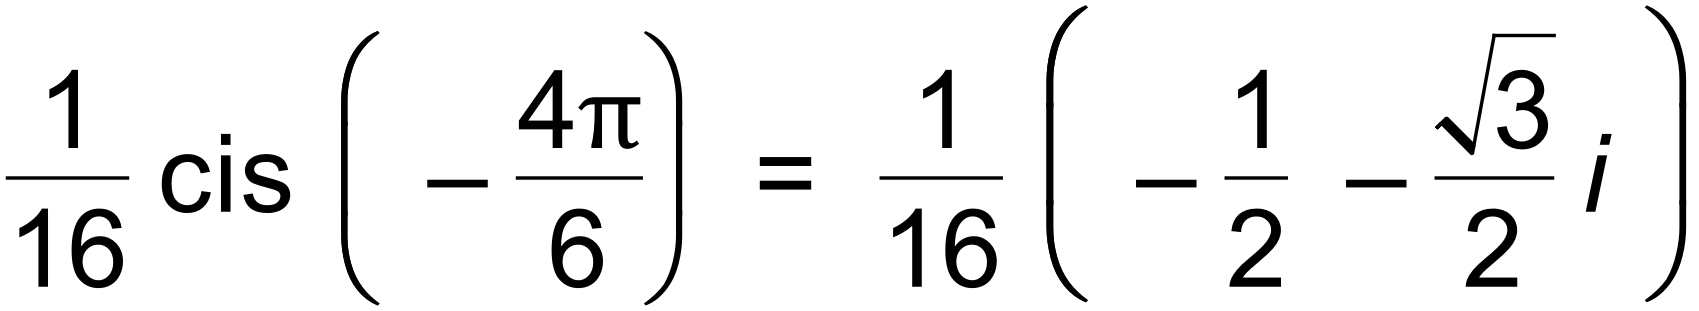 1/16 cis (− 4π/6) = 1/16 (− 1/2 − √3/2 i)